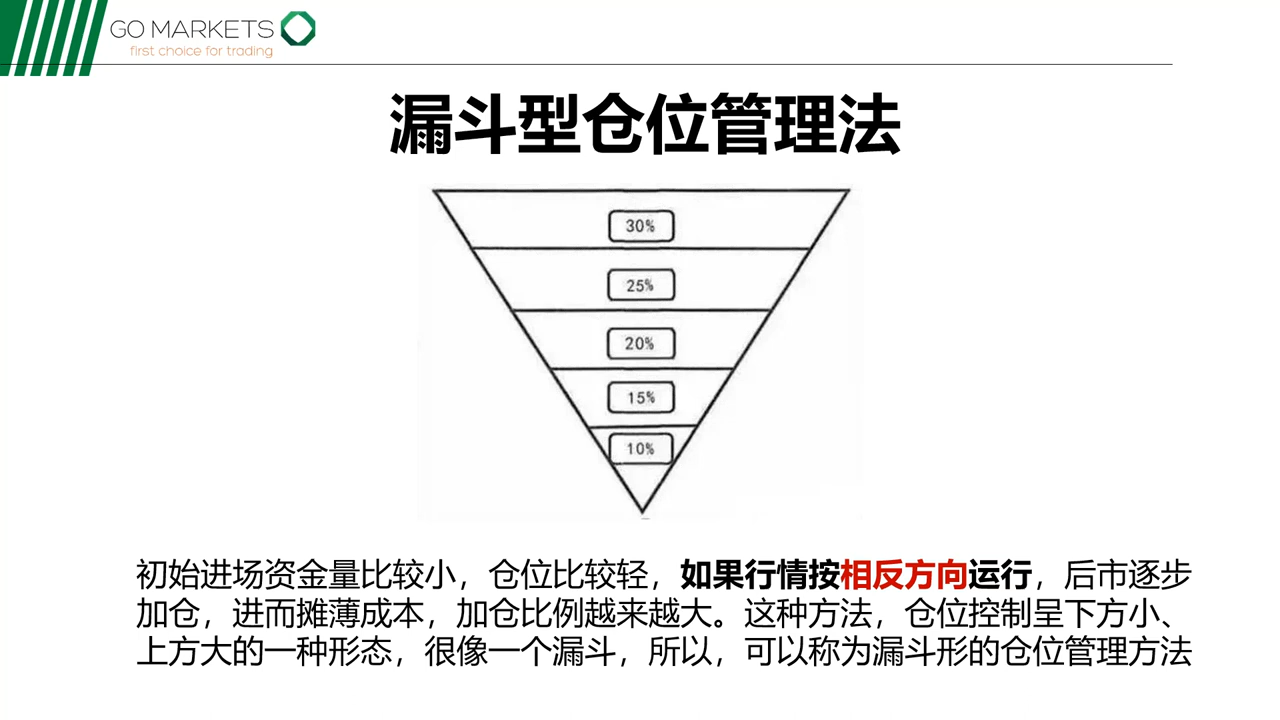 GO MARKETS
first choice for trading
漏斗型仓位管理法
30%
25%
20%
15%
10%
初始进场资金量比较小，仓位比较轻，如果行情按相反方向运行，后市逐步
加仓，进而摊薄成本，加仓比例越来越大。这种方法，仓位控制呈下方小、
上方大的一种形态，很像一个漏斗，所以，可以称为漏斗形的仓位管理方法